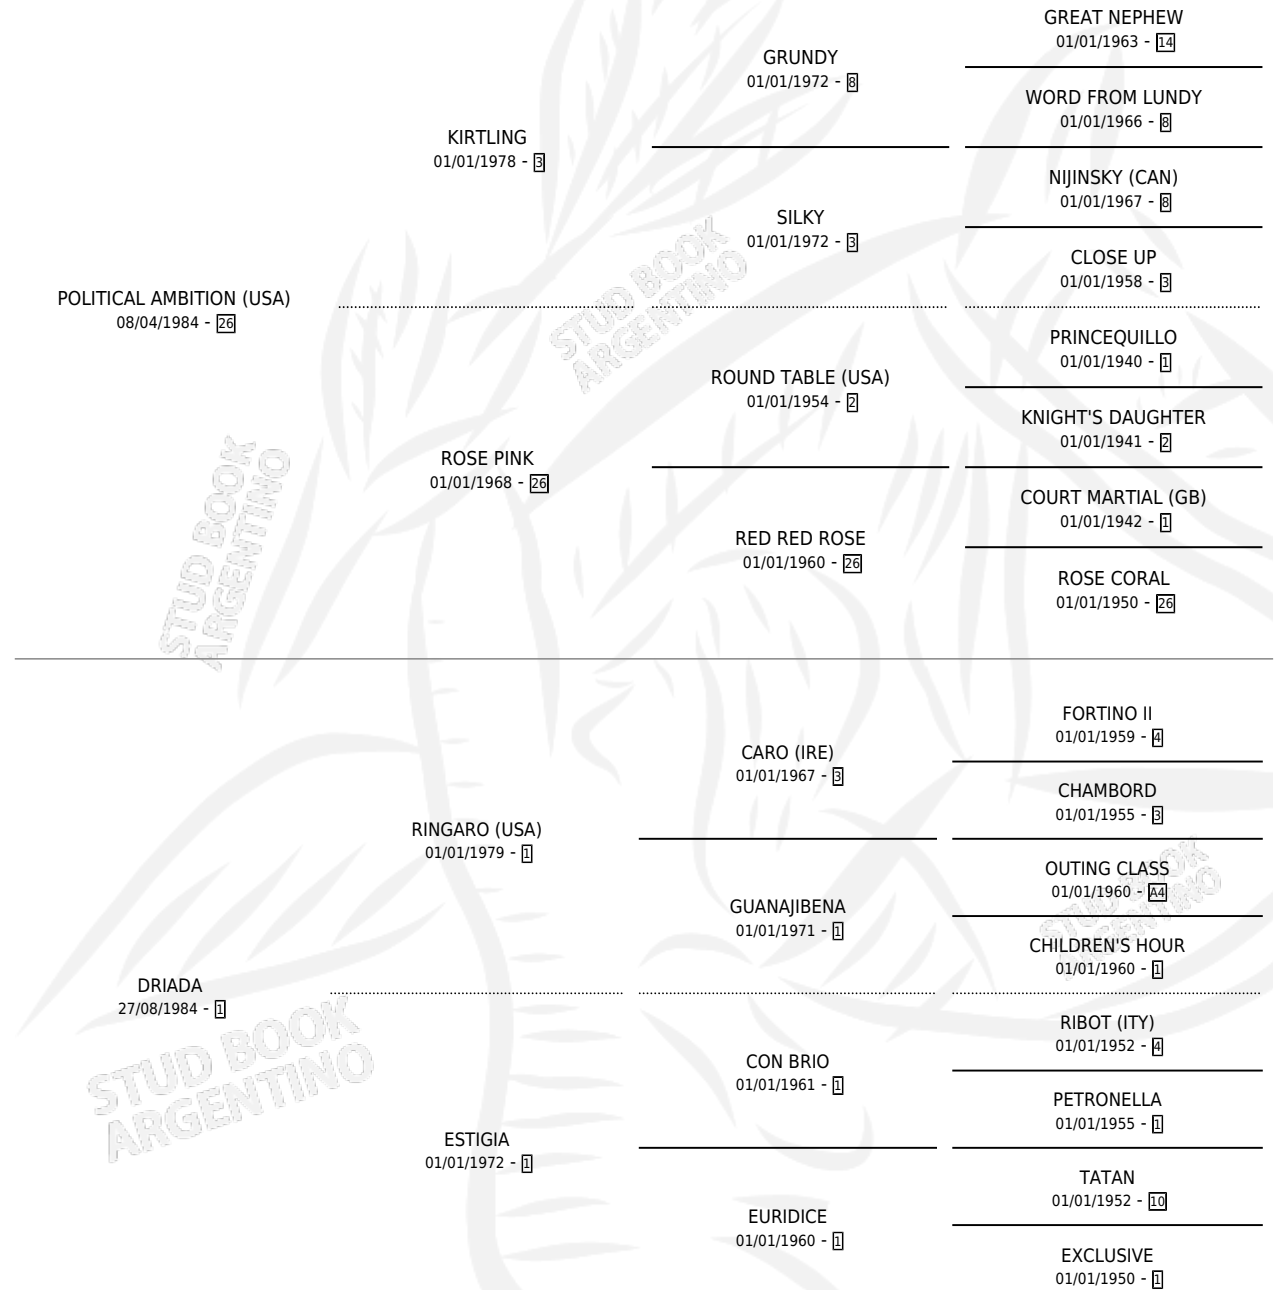 GREAT NEPHEW
01/01/1963 - 14
GRUNDY
01/01/1972 - 8
WORD FROM LUNDY
01/01/1966 - 8
KIRTLING
01/01/1978 - 3
NIJINSKY (CAN)
01/01/1967 - 8
SILKY
01/01/1972 - 3
CLOSE UP
01/01/1958 - 3
POLITICAL AMBITION (USA)
08/04/1984 - 26
PRINCEQUILLO
01/01/1940 - 1
ROUND TABLE (USA)
01/01/1954 - 2
KNIGHT'S DAUGHTER
01/01/1941 - 2
ROSE PINK
01/01/1968 - 26
COURT MARTIAL (GB)
01/01/1942 - 1
RED RED ROSE
01/01/1960 - 26
ROSE CORAL
01/01/1950 - 26
FORTINO II
01/01/1959 - 4
CARO (IRE)
01/01/1967 - 3
CHAMBORD
01/01/1955 - 3
RINGARO (USA)
01/01/1979 - 1
OUTING CLASS
01/01/1960 - A4
GUANAJIBENA
01/01/1971 - 1
CHILDREN'S HOUR
01/01/1960 - 1
DRIADA
27/08/1984 - 1
RIBOT (ITY)
01/01/1952 - 4
CON BRIO
01/01/1961 - 1
PETRONELLA
01/01/1955 - 1
ESTIGIA
01/01/1972 - 1
TATAN
01/01/1952 - 10
EURIDICE
01/01/1960 - 1
EXCLUSIVE
01/01/1950 - 1
STUD BOOK
ARGENTINO
STUD BOOK
ARGENTINO
STUD BOOK
ARGENTINO
STUD BOOK
ARGENTINO